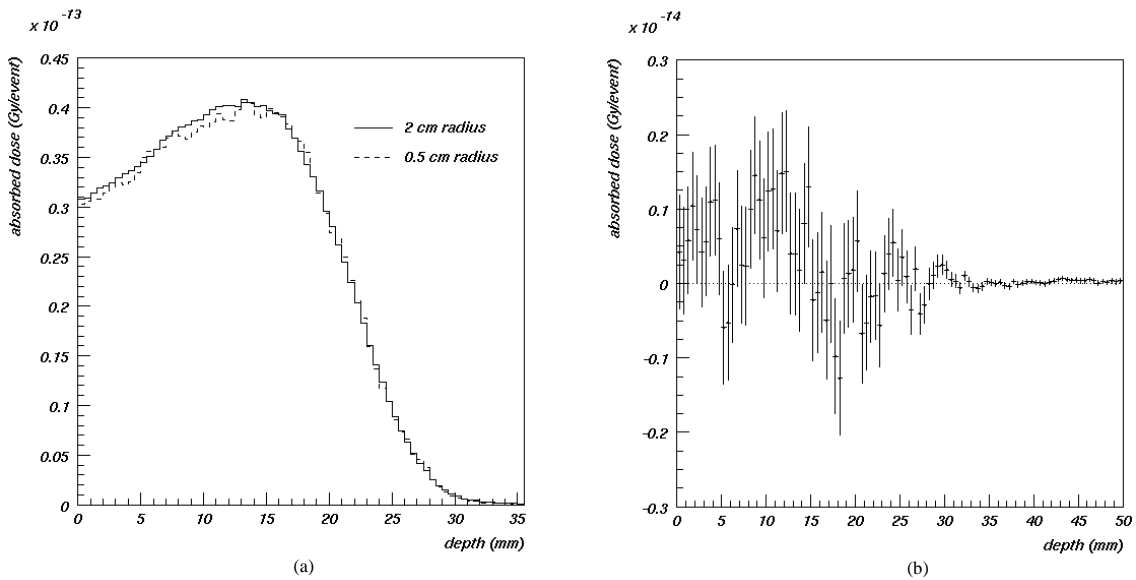 x 10 -13
absorbed dose (Gy/event)
0.45
0.4
0.35
0.3
0.25
0.2
0.15
0.1
0.05
0
2 cm radius
0.5 cm radius
0 5 10 15 20 25 30 35
depth (mm)
(a)
x 10 -14
absorbed dose (Gy/event)
0.3
0.2
0.1
0
-0.1
-0.2
-0.3
0 5 10 15 20 25 30 35 40 45 50
depth (mm)
(b)